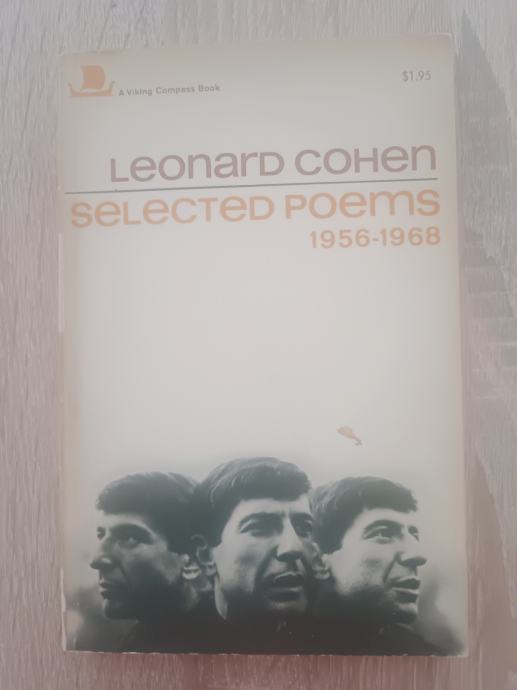 A Viking Compass Book
$1.95
Leonard Cohen
Selected Poems
1956-1968